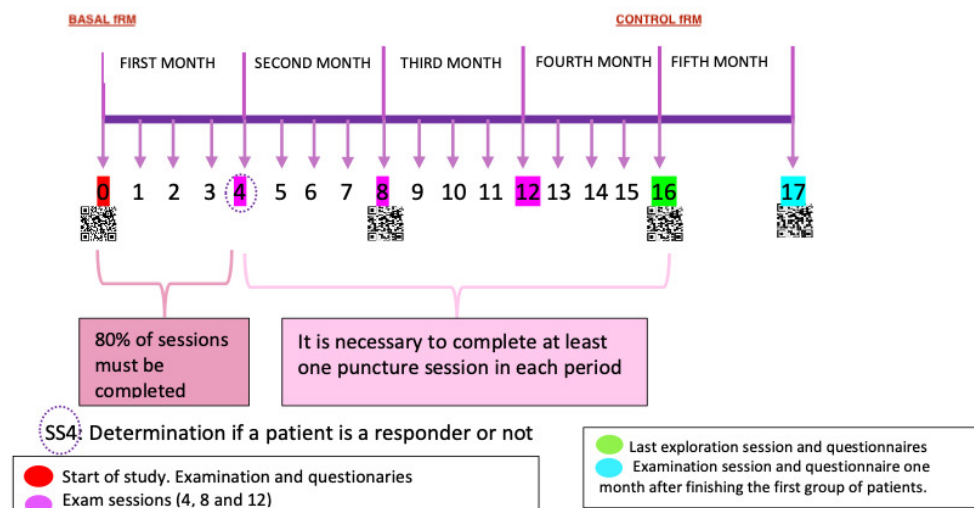 BASAL fRM
CONTROL fRM
FIRST MONTH
SECOND MONTH
THIRD MONTH
FOURTH MONTH
FIFTH MONTH
0 1 2 3 4 5 6 7 8 9 10 11 12 13 14 15 16 17
80% of sessions
must be
completed
It is necessary to complete at least
one puncture session in each period
SS4: Determination if a patient is a responder or not
Start of study. Examination and questionaries
Exam sessions (4, 8 and 12)
Last exploration session and questionnaires
Examination session and questionnaire one
month after finishing the first group of patients.